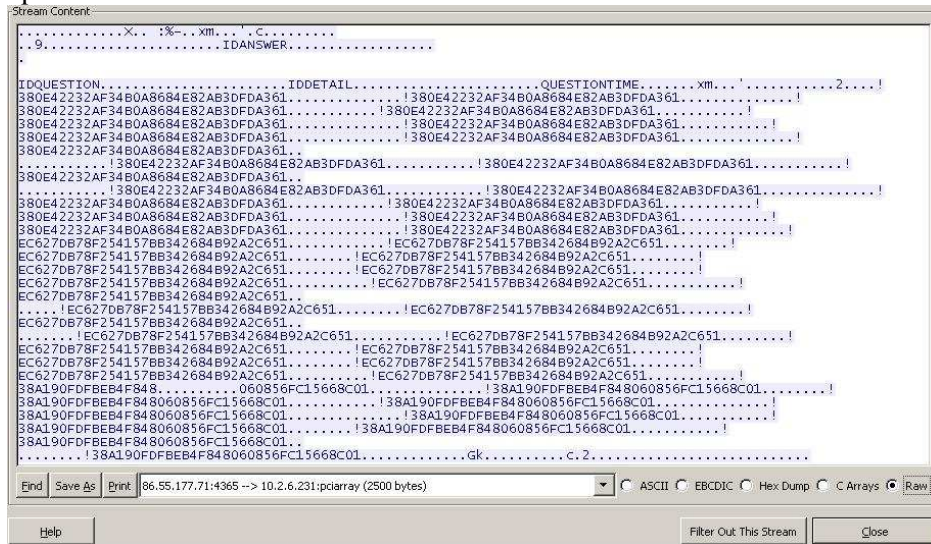 Stream Content
.............X.. :%-..xm...'.c.........
..9......................IDANSWER..................
.
IDQUESTION.......................IDDETAIL.......................QUESTIONTIME.......xm...'...........2....!
380E42232AF34B0A8684E82AB3DFDA361..............!380E42232AF34B0A8684E82AB3DFDA361..............!
380E42232AF34B0A8684E82AB3DFDA361...........!380E42232AF34B0A8684E82AB3DFDA361...........!
380E42232AF34B0A8684E82AB3DFDA361..............!380E42232AF34B0A8684E82AB3DFDA361...........!
380E42232AF34B0A8684E82AB3DFDA361..............!380E42232AF34B0A8684E82AB3DFDA361.............!
380E42232AF34B0A8684E82AB3DFDA361..
...........!380E42232AF34B0A8684E82AB3DFDA361...........!380E42232AF34B0A8684E82AB3DFDA361...........!
380E42232AF34B0A8684E82AB3DFDA361..
...........!380E42232AF34B0A8684E82AB3DFDA361............!380E42232AF34B0A8684E82AB3DFDA361..............!
380E42232AF34B0A8684E82AB3DFDA361............!380E42232AF34B0A8684E82AB3DFDA361...........!
380E42232AF34B0A8684E82AB3DFDA361..............!380E42232AF34B0A8684E82AB3DFDA361...........!
380E42232AF34B0A8684E82AB3DFDA361..............!380E42232AF34B0A8684E82AB3DFDA361.............!
EC627DB78F254157BB342684B92A2C651............!EC627DB78F254157BB342684B92A2C651........!
EC627DB78F254157BB342684B92A2C651........!EC627DB78F254157BB342684B92A2C651........!
EC627DB78F254157BB342684B92A2C651........!EC627DB78F254157BB342684B92A2C651........!
EC627DB78F254157BB342684B92A2C651..........!EC627DB78F254157BB342684B92A2C651...........!
EC627DB78F254157BB342684B92A2C651..
.....!EC627DB78F254157BB342684B92A2C651........!EC627DB78F254157BB342684B92A2C651........!
EC627DB78F254157BB342684B92A2C651..
.......!EC627DB78F254157BB342684B92A2C651...........!EC627DB78F254157BB342684B92A2C651........!
EC627DB78F254157BB342684B92A2C651........!EC627DB78F254157BB342684B92A2C651........!
EC627DB78F254157BB342684B92A2C651........!EC627DB78F254157BB342684B92A2C651........!
EC627DB78F254157BB342684B92A2C651..........!EC627DB78F254157BB342684B92A2C651...........!
38A190FDFBEB4F848..........060856FC15668C01..............!38A190FDFBEB4F848060856FC15668C01........!
38A190FDFBEB4F848060856FC15668C01...........!38A190FDFBEB4F848060856FC15668C01............!
38A190FDFBEB4F848060856FC15668C01..............!38A190FDFBEB4F848060856FC15668C01...........!
38A190FDFBEB4F848060856FC15668C01........!38A190FDFBEB4F848060856FC15668C01...........!
38A190FDFBEB4F848060856FC15668C01..
........!38A190FDFBEB4F848060856FC15668C01.............Gk..........c.2..........................
Find Save As Print 86.55.177.71:4365 --> 10.2.6.231:pciarray (2500 bytes) ASCII EBCDIC Hex Dump C Arrays Raw
Help Filter Out This Stream Close